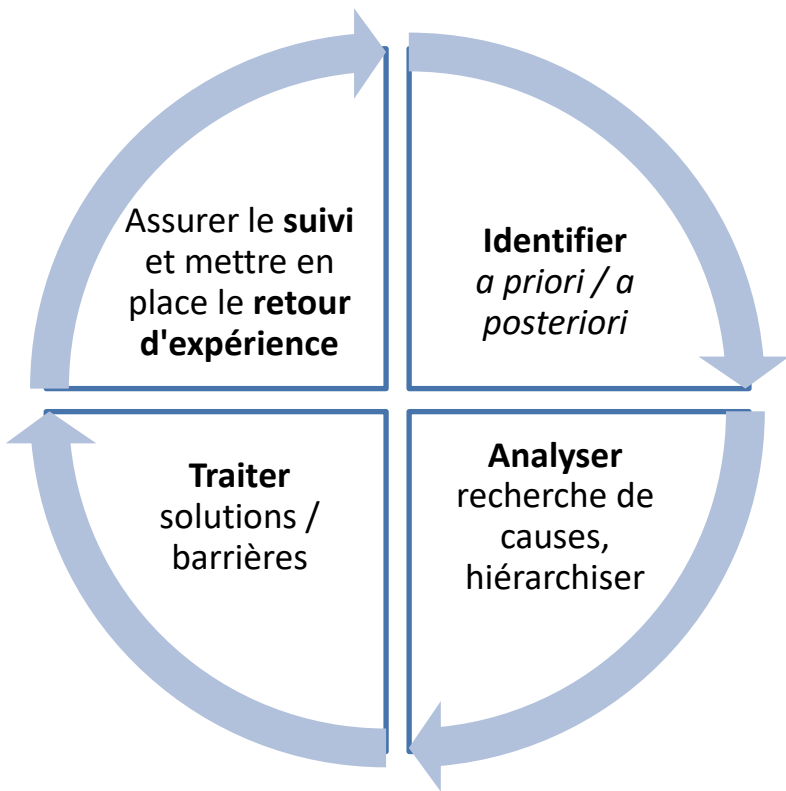 Assurer le suivi
et mettre en
place le retour
d'expérience
Identifier
a priori / a
posteriori
Traiter
solutions /
barrières
Analyser
recherche de
causes,
hiérarchiser